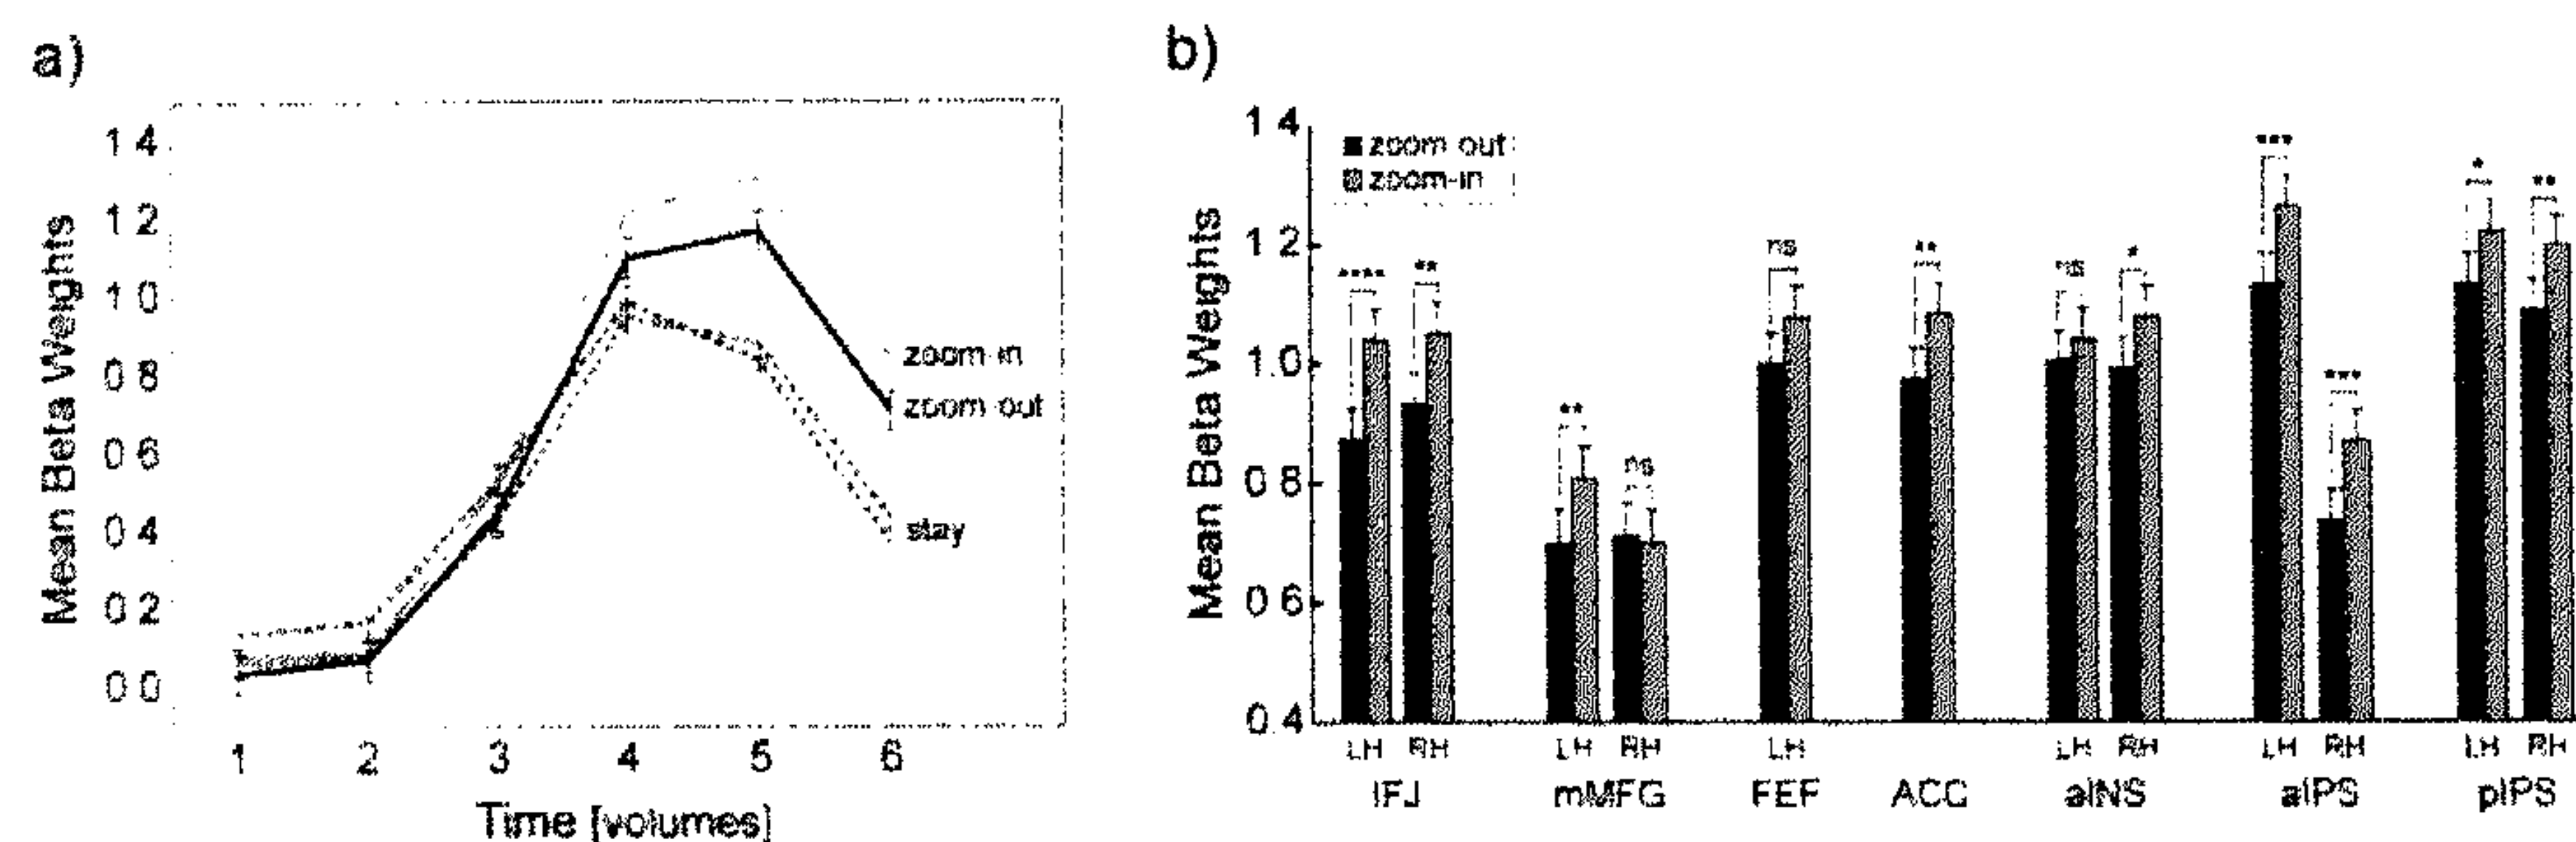 a)
Mean Beta Weights
1 4
1 2
1 0
0 8
0 6
0 4
0 2
0 0
1 2 3 4 5 6
Time [volumes]
zoom-in
zoom-out
stay
b)
Mean Beta Weights
1 4
1 2
1.0
0 8
0 6
0.4
zoom out
zoom-in
**** ** ** ns ns ** ns * *** *** * **
LH RH LH RH LH LH RH LH RH LH RH
IFJ mMFG FEF ACC aINS aIPS pIPS